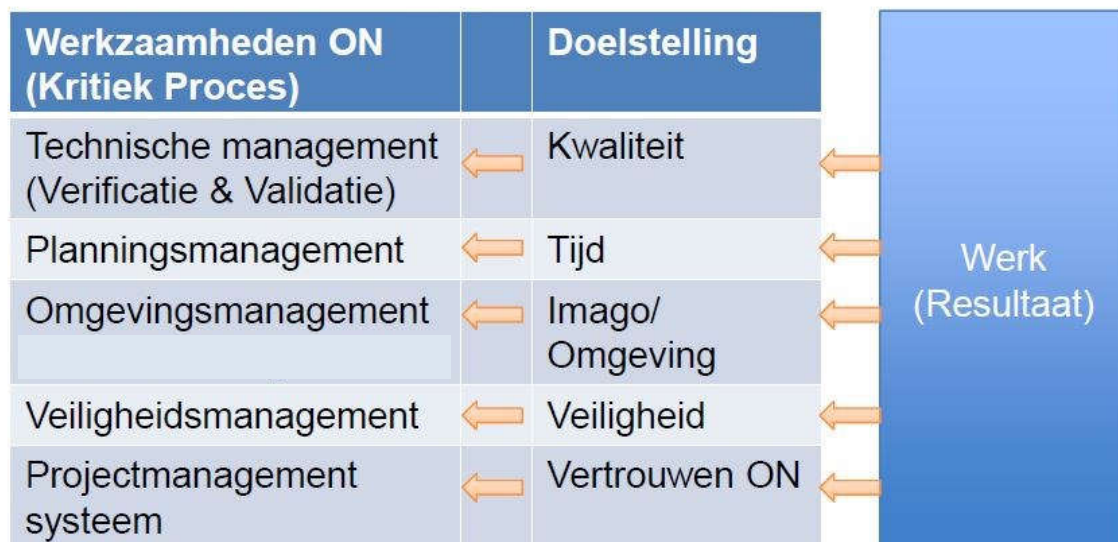 Werkzaamheden ON
(Kritiek Proces)
Doelstelling
Technische management
(Verificatie & Validatie)
Kwaliteit
Planningsmanagement
Tijd
Omgevingsmanagement
Imago/
Omgeving
Veiligheidsmanagement
Veiligheid
Projectmanagement
systeem
Vertrouwen ON
Werk
(Resultaat)